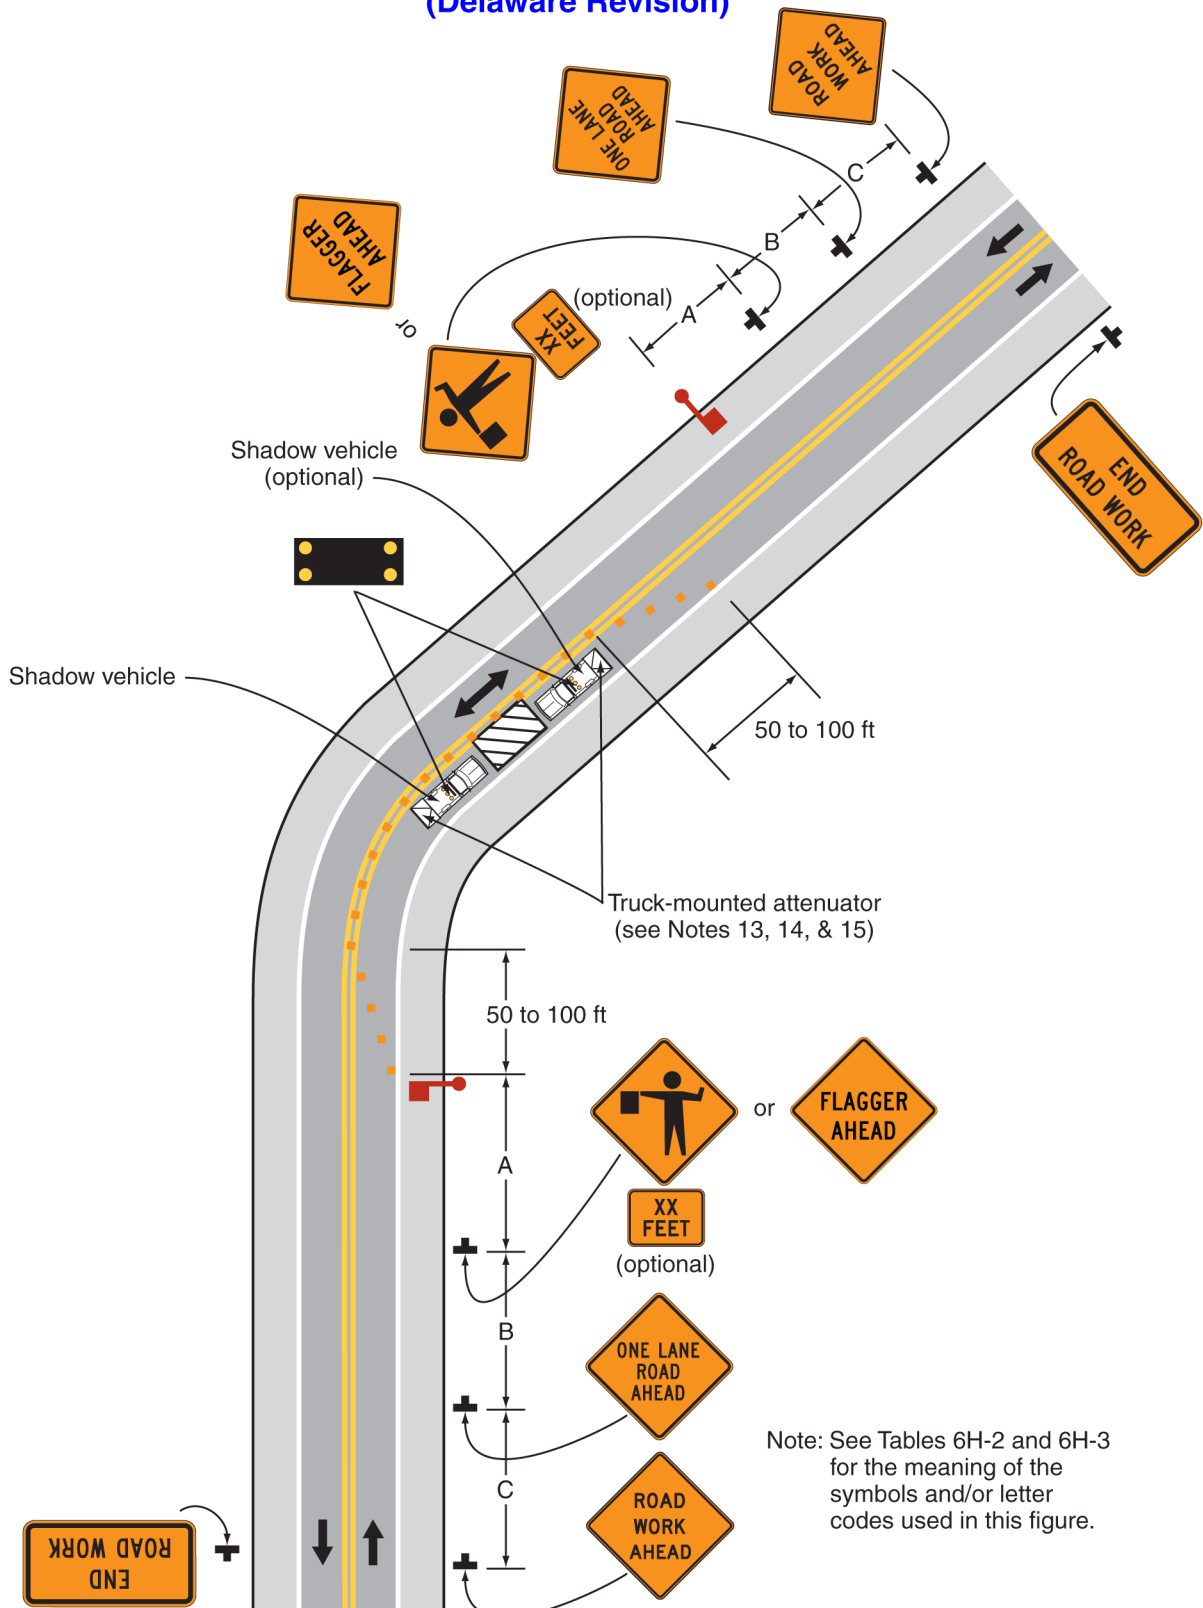 (Delaware Revision)
ROAD
WORK
AHEAD
ONE LANE
ROAD
AHEAD
C
FLAGGER
AHEAD
B
(optional)
XX
FEET
A
or
END
ROAD WORK
Shadow vehicle
(optional)
Shadow vehicle
50 to 100 ft
Truck-mounted attenuator
(see Notes 13, 14, & 15)
50 to 100 ft
or
FLAGGER
AHEAD
A
XX
FEET
(optional)
B
ONE LANE
ROAD
AHEAD
Note: See Tables 6H-2 and 6H-3
for the meaning of the
symbols and/or letter
codes used in this figure.
C
ROAD
WORK
AHEAD
END
ROAD WORK